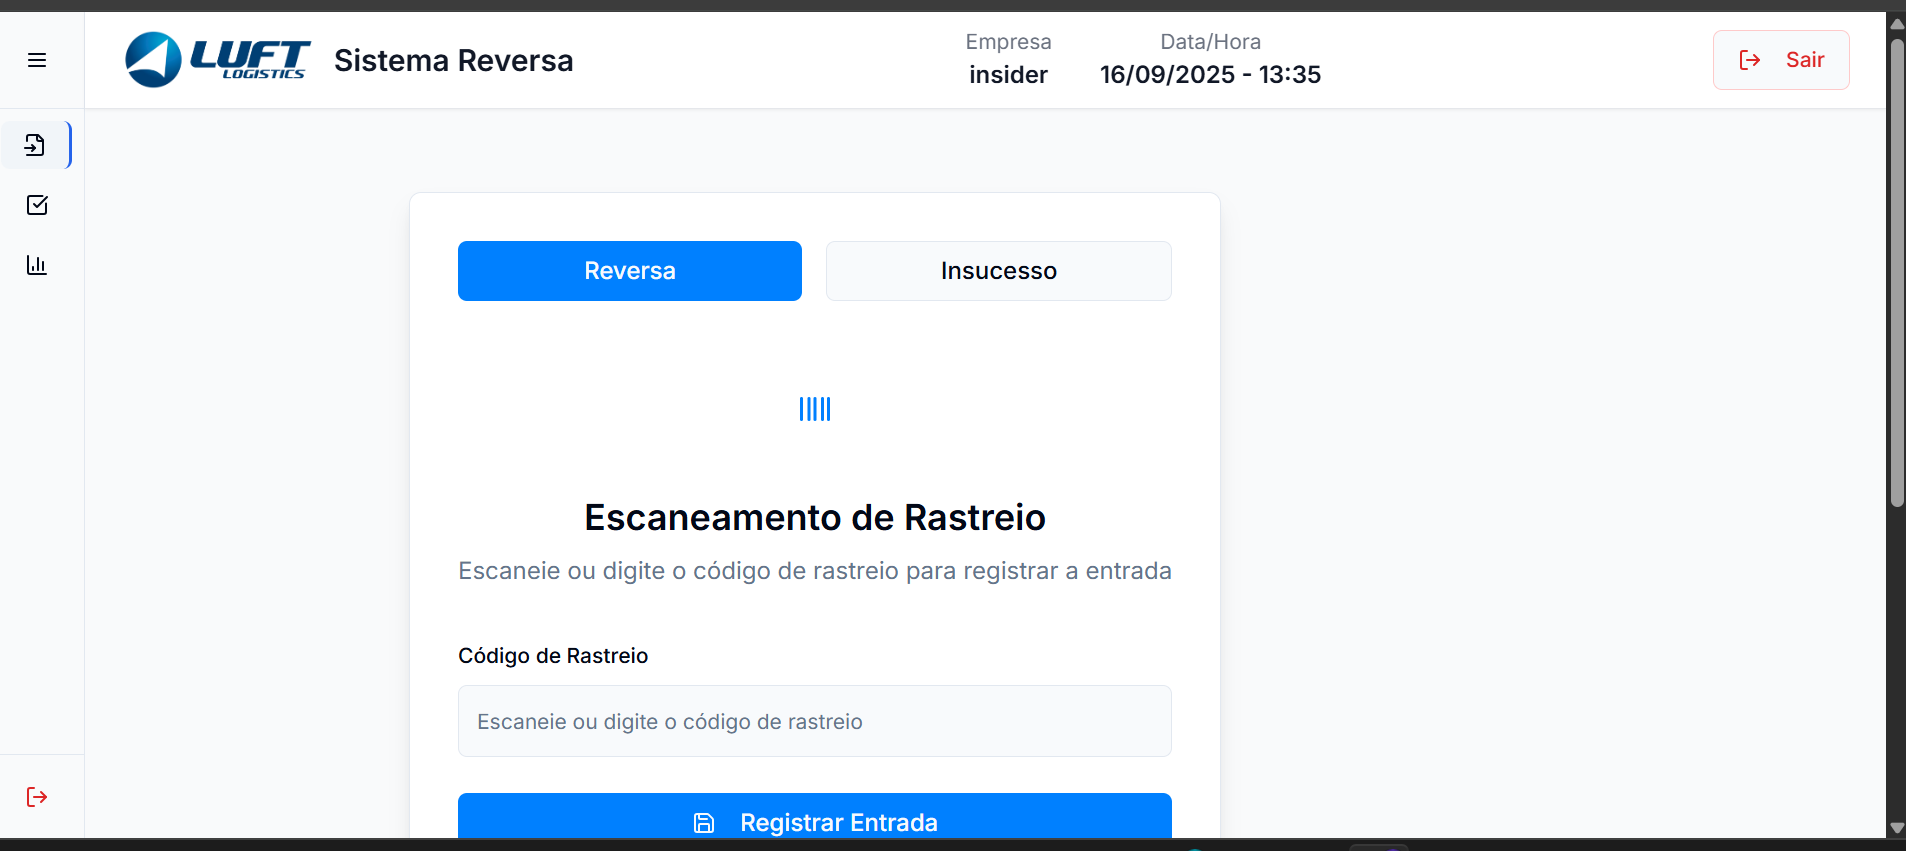 LUFT
LOGISTICS
Sistema Reversa
Empresa
insider
Data/Hora
16/09/2025 - 13:35
Sair
Reversa
Insucesso
Escaneamento de Rastreio
Escaneie ou digite o código de rastreio para registrar a entrada
Código de Rastreio
Escaneie ou digite o código de rastreio
Registrar Entrada